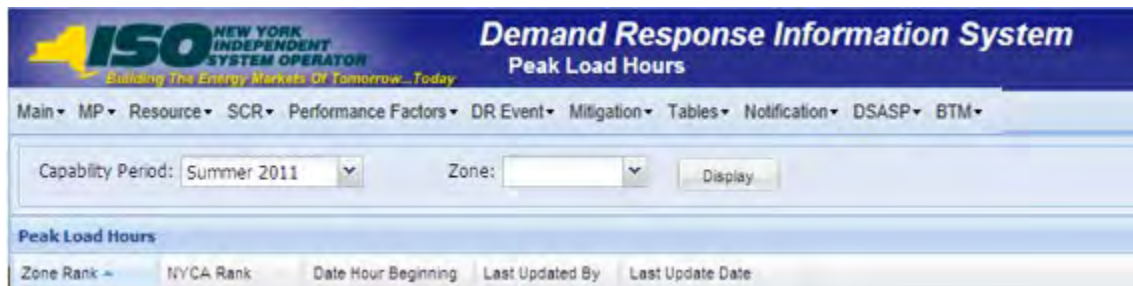 ISO NEW YORK INDEPENDENT SYSTEM OPERATOR
Building The Energy Markets Of Tomorrow...Today
Demand Response Information System
Peak Load Hours
Main MP Resource SCR Performance Factors DR Event Mitigation Tables Notification DSASP BTM
Capability Period: Summer 2011 Zone: Display
Peak Load Hours
Zone Rank NYCA Rank Date Hour Beginning Last Updated By Last Update Date